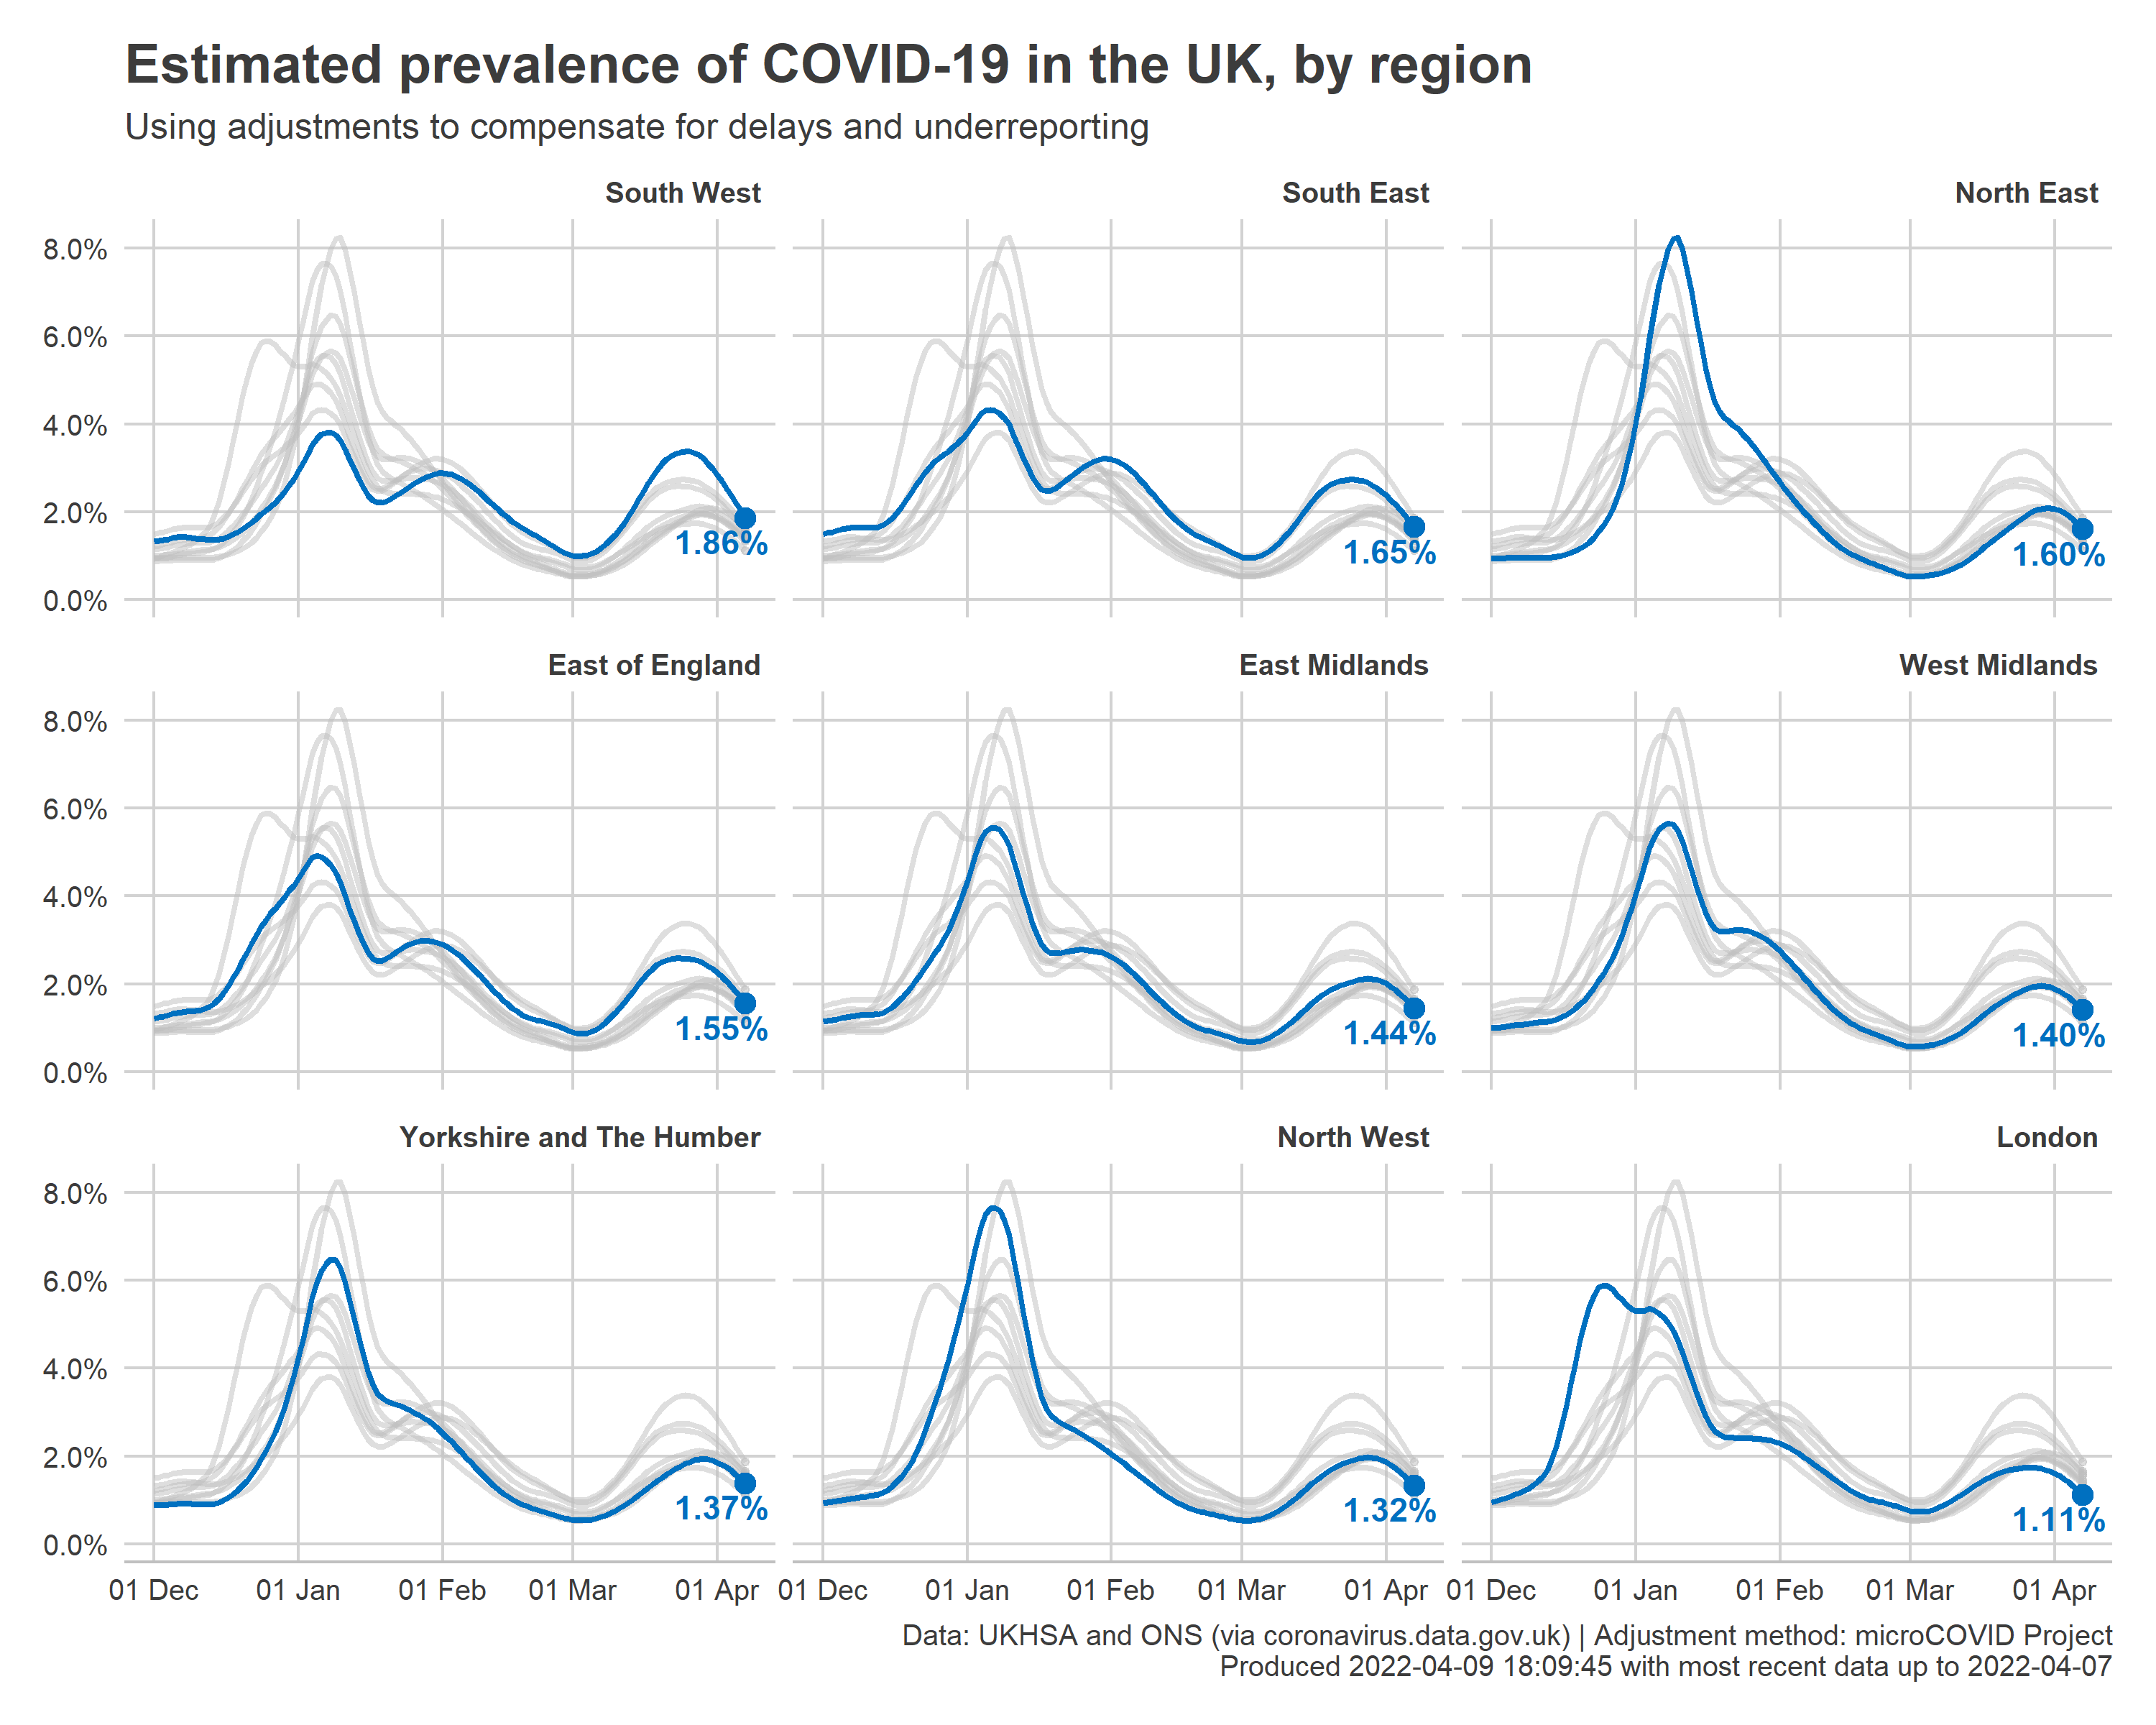 Estimated prevalence of COVID-19 in the UK, by region
Using adjustments to compensate for delays and underreporting
South West
South East
North East
8.0%
6.0%
4.0%
2.0%
0.0%
1.86%
1.65%
1.60%
East of England
East Midlands
West Midlands
8.0%
6.0%
4.0%
2.0%
0.0%
1.55%
1.44%
1.40%
Yorkshire and The Humber
North West
London
8.0%
6.0%
4.0%
2.0%
0.0%
1.37%
1.32%
1.11%
01 Dec 01 Jan 01 Feb 01 Mar 01 Apr 01 Dec 01 Jan 01 Feb 01 Mar 01 Apr 01 Dec 01 Jan 01 Feb 01 Mar 01 Apr
Data: UKHSA and ONS (via coronavirus.data.gov.uk) | Adjustment method: microCOVID Project
Produced 2022-04-09 18:09:45 with most recent data up to 2022-04-07